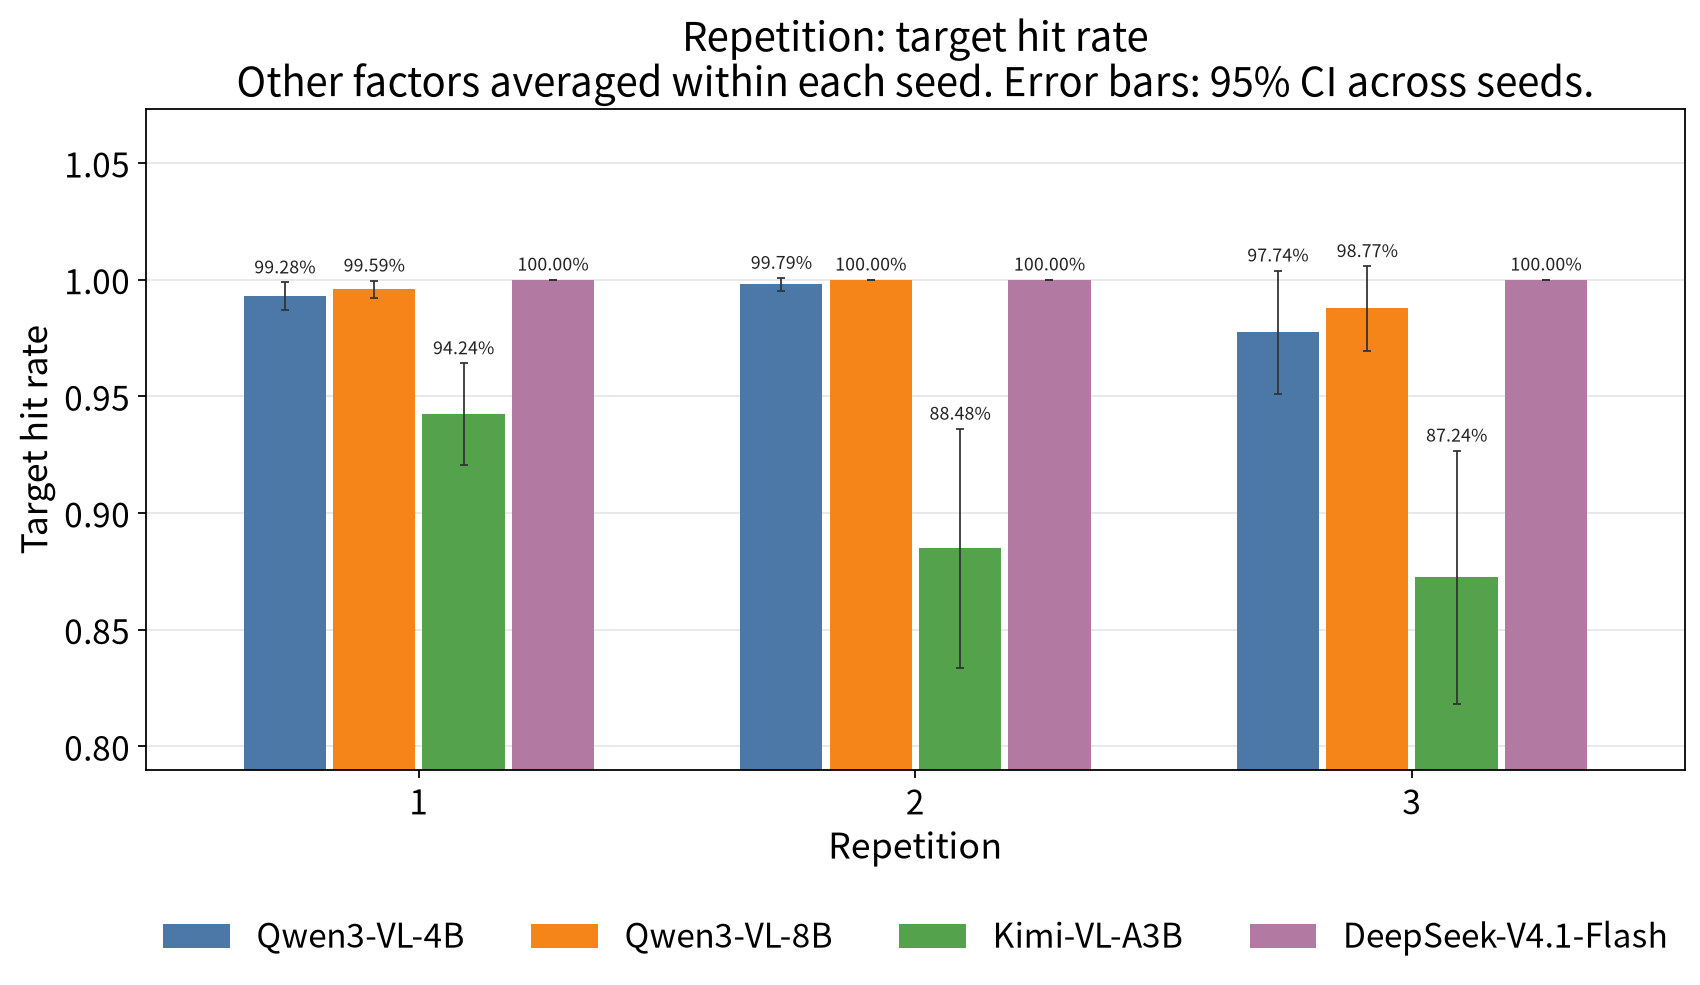 Repetition: target hit rate
Other factors averaged within each seed. Error bars: 95% CI across seeds.
Target hit rate
1.05
1.00
0.95
0.90
0.85
0.80
99.28%
99.59%
94.24%
100.00%
99.79%
100.00%
88.48%
100.00%
97.74%
98.77%
87.24%
100.00%
1
2
3
Repetition
Qwen3-VL-4B
Qwen3-VL-8B
Kimi-VL-A3B
DeepSeek-V4.1-Flash